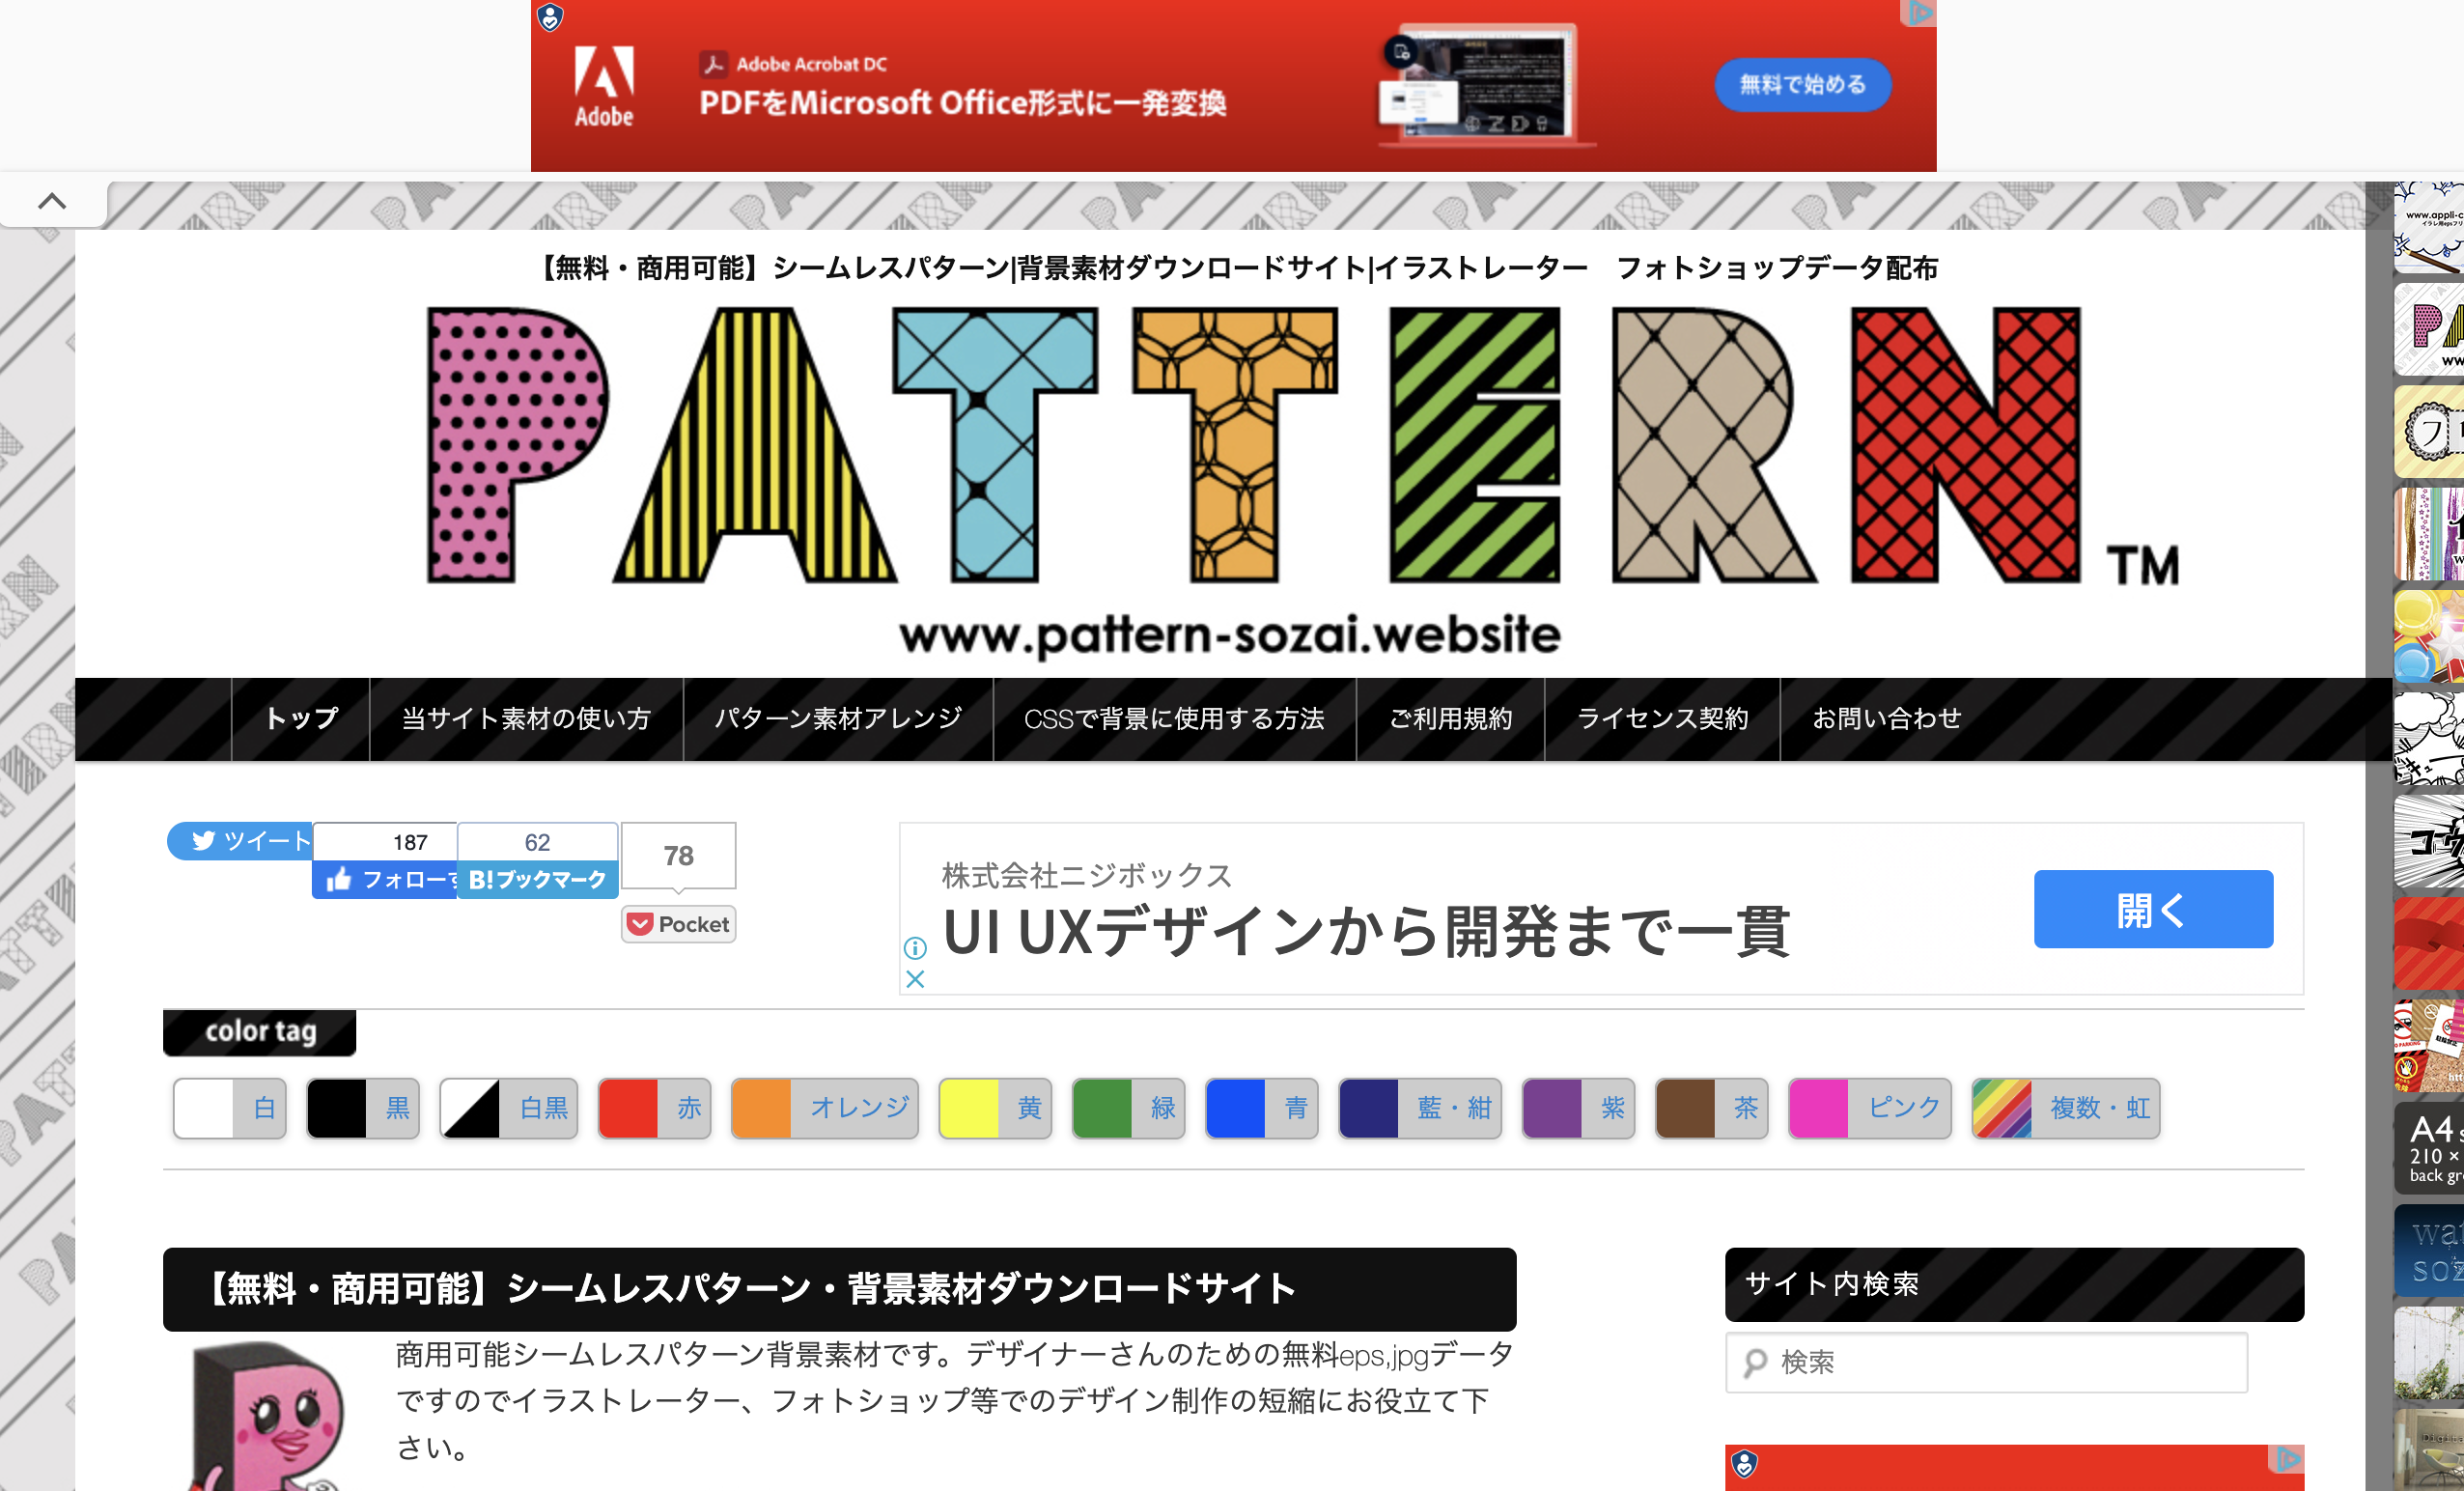 Adobe
Adobe Acrobat DC
PDFをMicrosoft Office形式に一発変換
無料で始める
【無料・商用可能】シームレスパターン|背景素材ダウンロードサイト|イラストレーター　フォトショップデータ配布
PATTERN TM
www.pattern-sozai.website
トップ
当サイト素材の使い方
パターン素材アレンジ
CSSで背景に使用する方法
ご利用規約
ライセンス契約
お問い合わせ
ツイート
187
フォローす
62
B!ブックマーク
78
Pocket
株式会社ニジボックス
UI UXデザインから開発まで一貫
開く
color tag
白
黒
白黒
赤
オレンジ
黄
緑
青
藍・紺
紫
茶
ピンク
複数・虹
【無料・商用可能】シームレスパターン・背景素材ダウンロードサイト
商用可能シームレスパターン背景素材です。デザイナーさんのための無料eps,jpgデータ
ですのでイラストレーター、フォトショップ等でのデザイン制作の短縮にお役立て下
さい。
サイト内検索
検索
www.appli-c
A4 s
210 ×
back gr
wa
soz